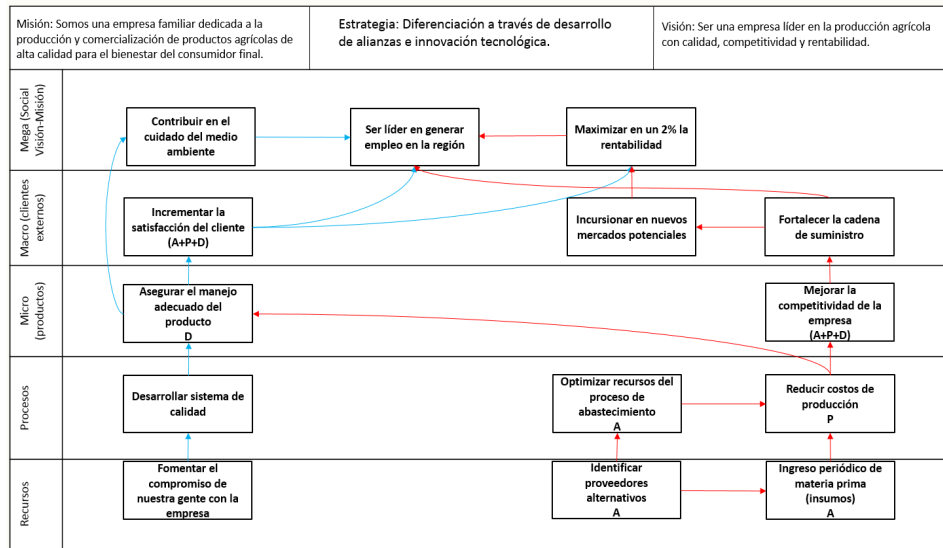 Misión: Somos una empresa familiar dedicada a la
producción y comercialización de productos agrícolas de
alta calidad para el bienestar del consumidor final.
Estrategia: Diferenciación a través de desarrollo
de alianzas e innovación tecnológica.
Visión: Ser una empresa líder en la producción agrícola
con calidad, competitividad y rentabilidad.
Mega (Social
Visión-Misión)
Contribuir en el
cuidado del medio
ambiente
Ser líder en generar
empleo en la región
Maximizar en un 2% la
rentabilidad
Macro (clientes
externos)
Incrementar la
satisfacción del cliente
(A+P+D)
Incursionar en nuevos
mercados potenciales
Fortalecer la cadena
de suministro
Micro
(productos)
Asegurar el manejo
adecuado del
producto
D
Mejorar la
competitividad de la
empresa
(A+P+D)
Procesos
Desarrollar sistema de
calidad
Optimizar recursos del
proceso de
abastecimiento
A
Reducir costos de
producción
P
Recursos
Fomentar el
compromiso de
nuestra gente con la
empresa
Identificar
proveedores
alternativos
A
Ingreso periódico de
materia prima
(insumos)
A